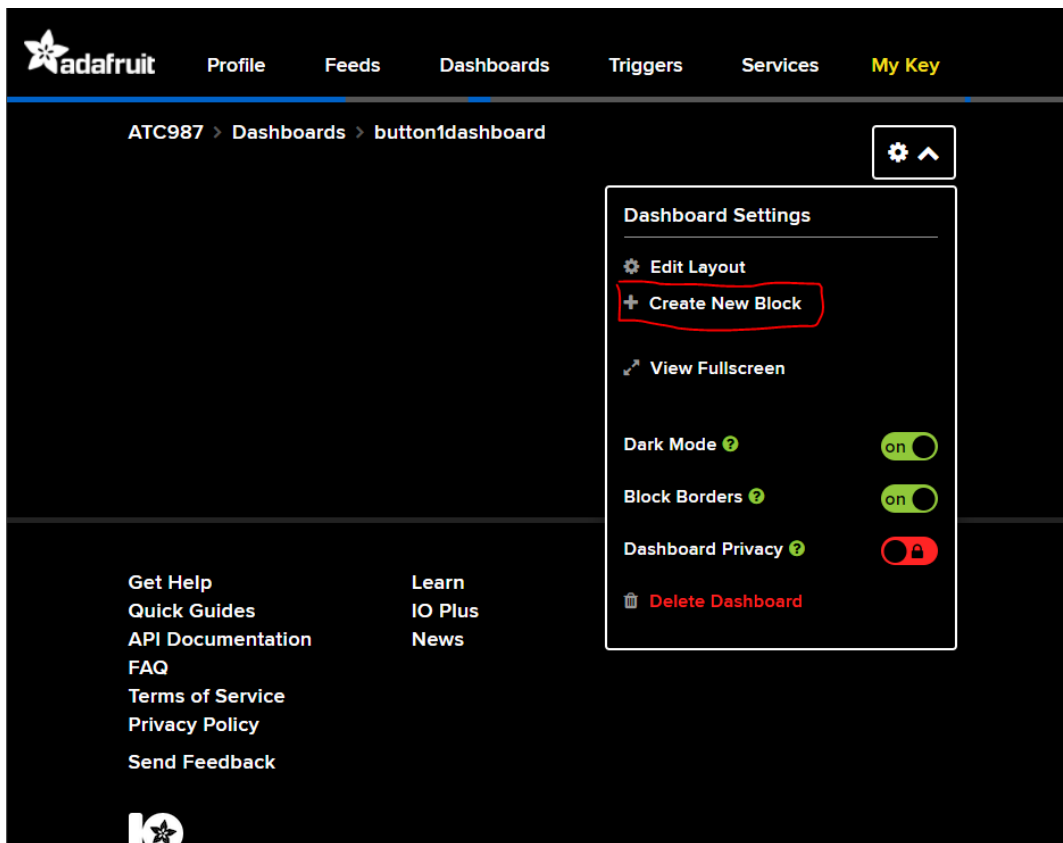 adafruit Profile Feeds Dashboards Triggers Services My Key
ATC987 > Dashboards > button1dashboard
Dashboard Settings
Edit Layout
+ Create New Block
View Fullscreen
Dark Mode ? on
Block Borders ? on
Dashboard Privacy ?
Delete Dashboard
Get Help
Quick Guides
API Documentation
FAQ
Terms of Service
Privacy Policy
Send Feedback
Learn
IO Plus
News